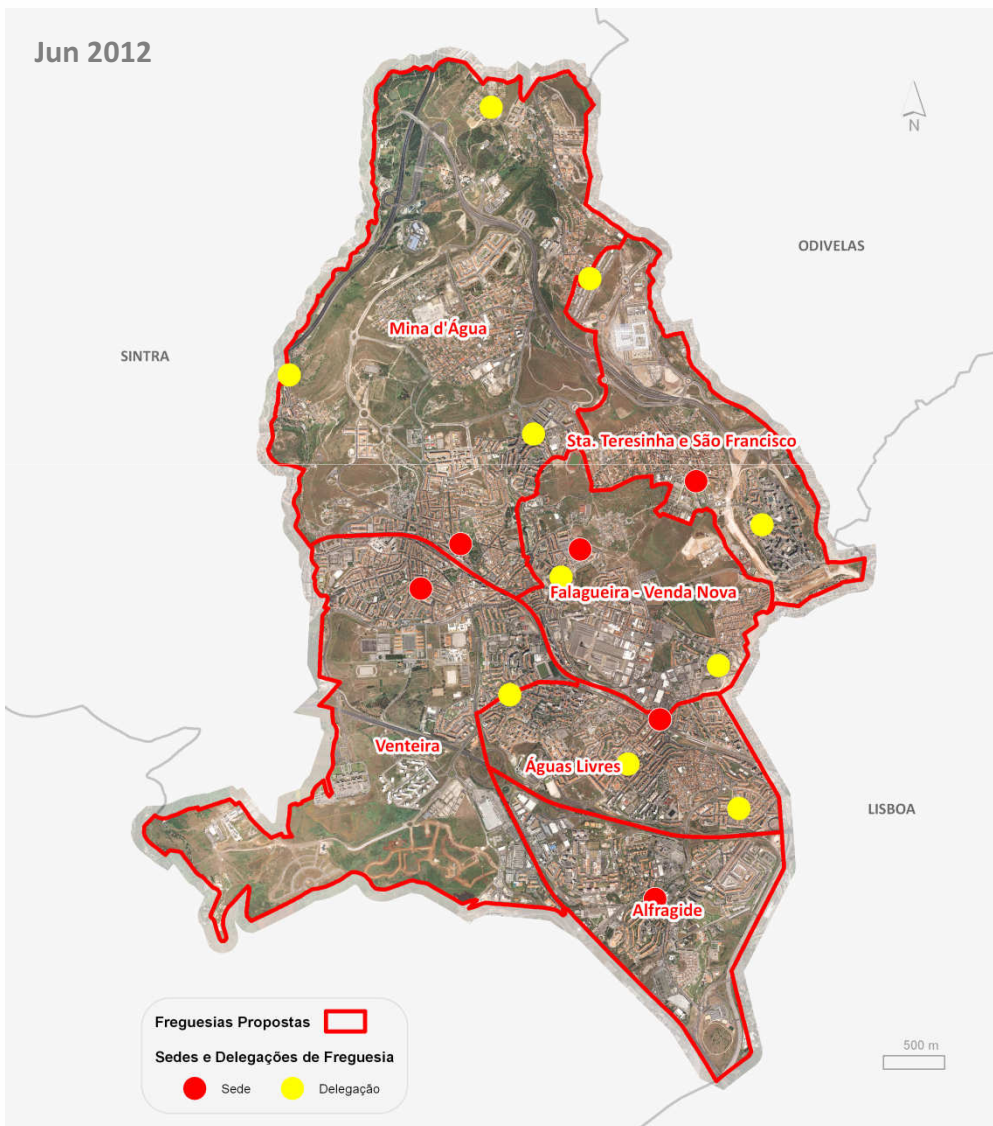 Jun 2012
N
ODIVELAS
Mina d'Água
SINTRA
Sta. Teresinha e São Francisco
Falagueira - Venda Nova
Venteira
Águas Livres
LISBOA
Alfragide
Freguesias Propostas
Sedes e Delegações de Freguesia
Sede
Delegação
500 m